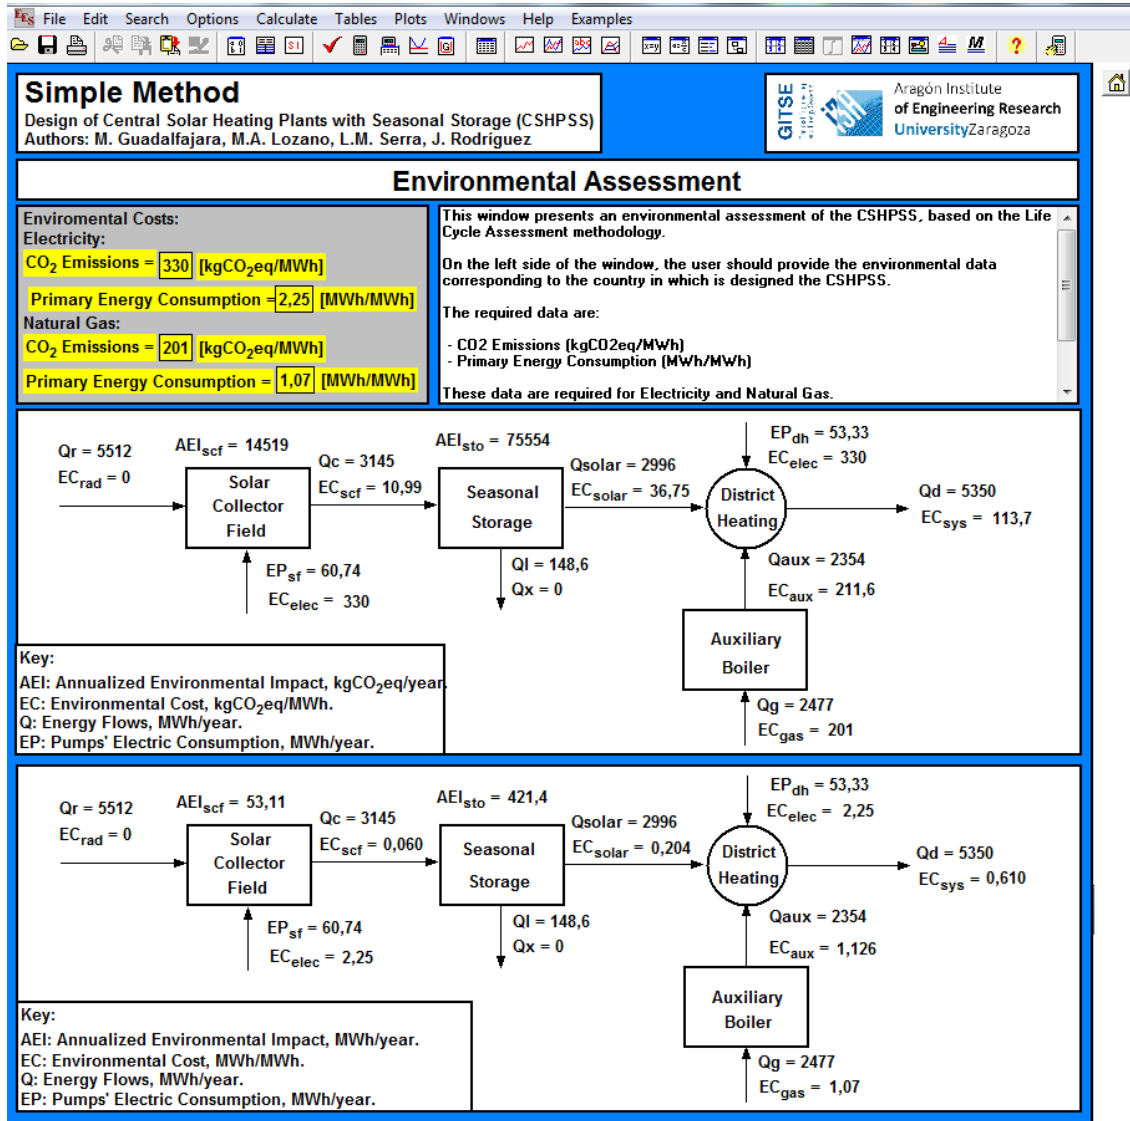 EES File Edit Search Options Calculate Tables Plots Windows Help Examples
Simple Method
Design of Central Solar Heating Plants with Seasonal Storage (CSHPSS)
Authors: M. Guadalfajara, M.A. Lozano, L.M. Serra, J. Rodríguez
GITSE
Aragón Institute
of Engineering Research
UniversityZaragoza
Environmental Assessment
Enviromental Costs:
Electricity:
CO2 Emissions = 330 [kgCO2eq/MWh]
Primary Energy Consumption = 2,25 [MWh/MWh]
Natural Gas:
CO2 Emissions = 201 [kgCO2eq/MWh]
Primary Energy Consumption = 1,07 [MWh/MWh]
This window presents an environmental assessment of the CSHPSS, based on the Life
Cycle Assessment methodology.
On the left side of the window, the user should provide the environmental data
corresponding to the country in which is designed the CSHPSS.
The required data are:
- CO2 Emissions (kgCO2eq/MWh)
- Primary Energy Consumption (MWh/MWh)
These data are required for Electricity and Natural Gas.
Qr = 5512
ECrad = 0
AEIscf = 14519
Solar
Collector
Field
EPsf = 60,74
ECelec = 330
Qc = 3145
ECscf = 10,99
AEIsto = 75554
Seasonal
Storage
Ql = 148,6
Qx = 0
Qsolar = 2996
ECsolar = 36,75
EPdh = 53,33
ECelec = 330
District
Heating
Qd = 5350
ECsys = 113,7
Qaux = 2354
ECaux = 211,6
Auxiliary
Boiler
Qg = 2477
ECgas = 201
Key:
AEI: Annualized Environmental Impact, kgCO2eq/year.
EC: Environmental Cost, kgCO2eq/MWh.
Q: Energy Flows, MWh/year.
EP: Pumps' Electric Consumption, MWh/year.
Qr = 5512
ECrad = 0
AEIscf = 53,11
Solar
Collector
Field
EPsf = 60,74
ECelec = 2,25
Qc = 3145
ECscf = 0,060
AEIsto = 421,4
Seasonal
Storage
Ql = 148,6
Qx = 0
Qsolar = 2996
ECsolar = 0,204
EPdh = 53,33
ECelec = 2,25
District
Heating
Qd = 5350
ECsys = 0,610
Qaux = 2354
ECaux = 1,126
Auxiliary
Boiler
Qg = 2477
ECgas = 1,07
Key:
AEI: Annualized Environmental Impact, MWh/year.
EC: Environmental Cost, MWh/MWh.
Q: Energy Flows, MWh/year.
EP: Pumps' Electric Consumption, MWh/year.